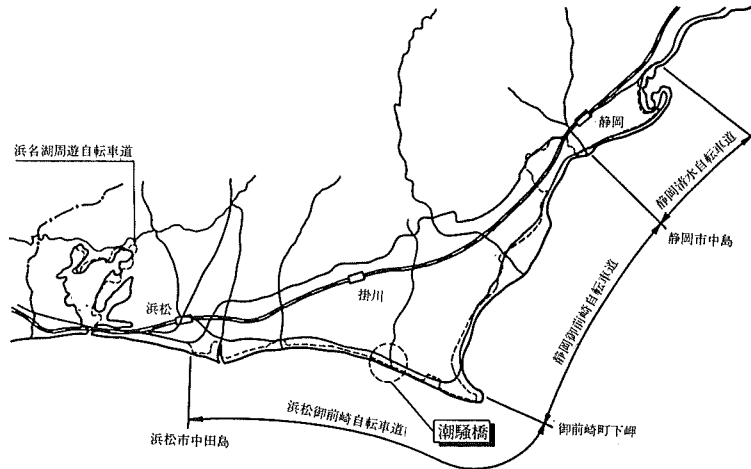 静岡
浜名湖周遊自転車道
静岡清水自転車道
静岡市中島
掛川
浜松
静岡御前崎自転車道
浜松御前崎自転車道
潮騒橋
御前崎町下岬
浜松市中田島